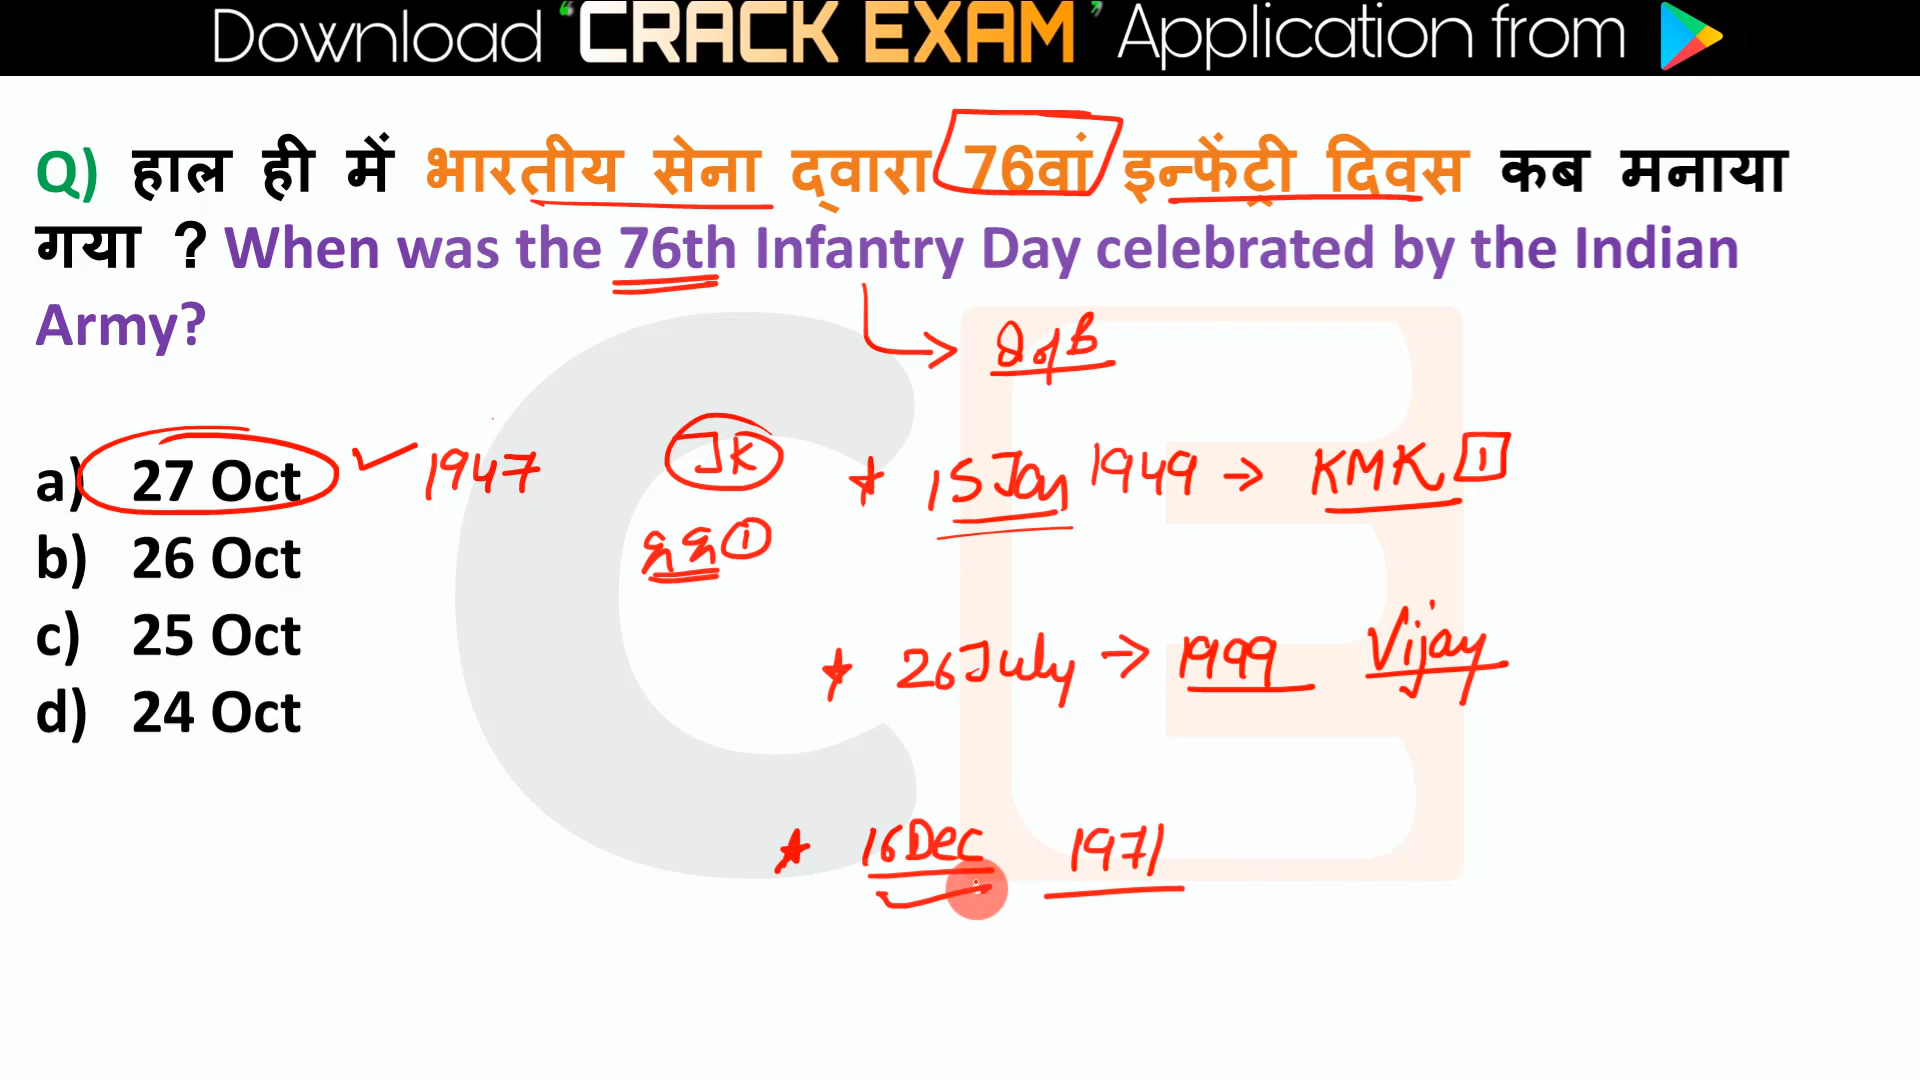 Download "CRACK EXAM" Application from
Q) हाल ही में भारतीय सेना द्वारा 76वां इन्फेंट्री दिवस कब मनाया
गया ? When was the 76th Infantry Day celebrated by the Indian
Army?
Q of B
a) 27 Oct ✓ 1947 JK ★ 15 Jan 1949 → KMK 1
b) 26 Oct
c) 25 Oct ★ 26 July → 1999 Vijay
d) 24 Oct
★ 16 Dec 1971